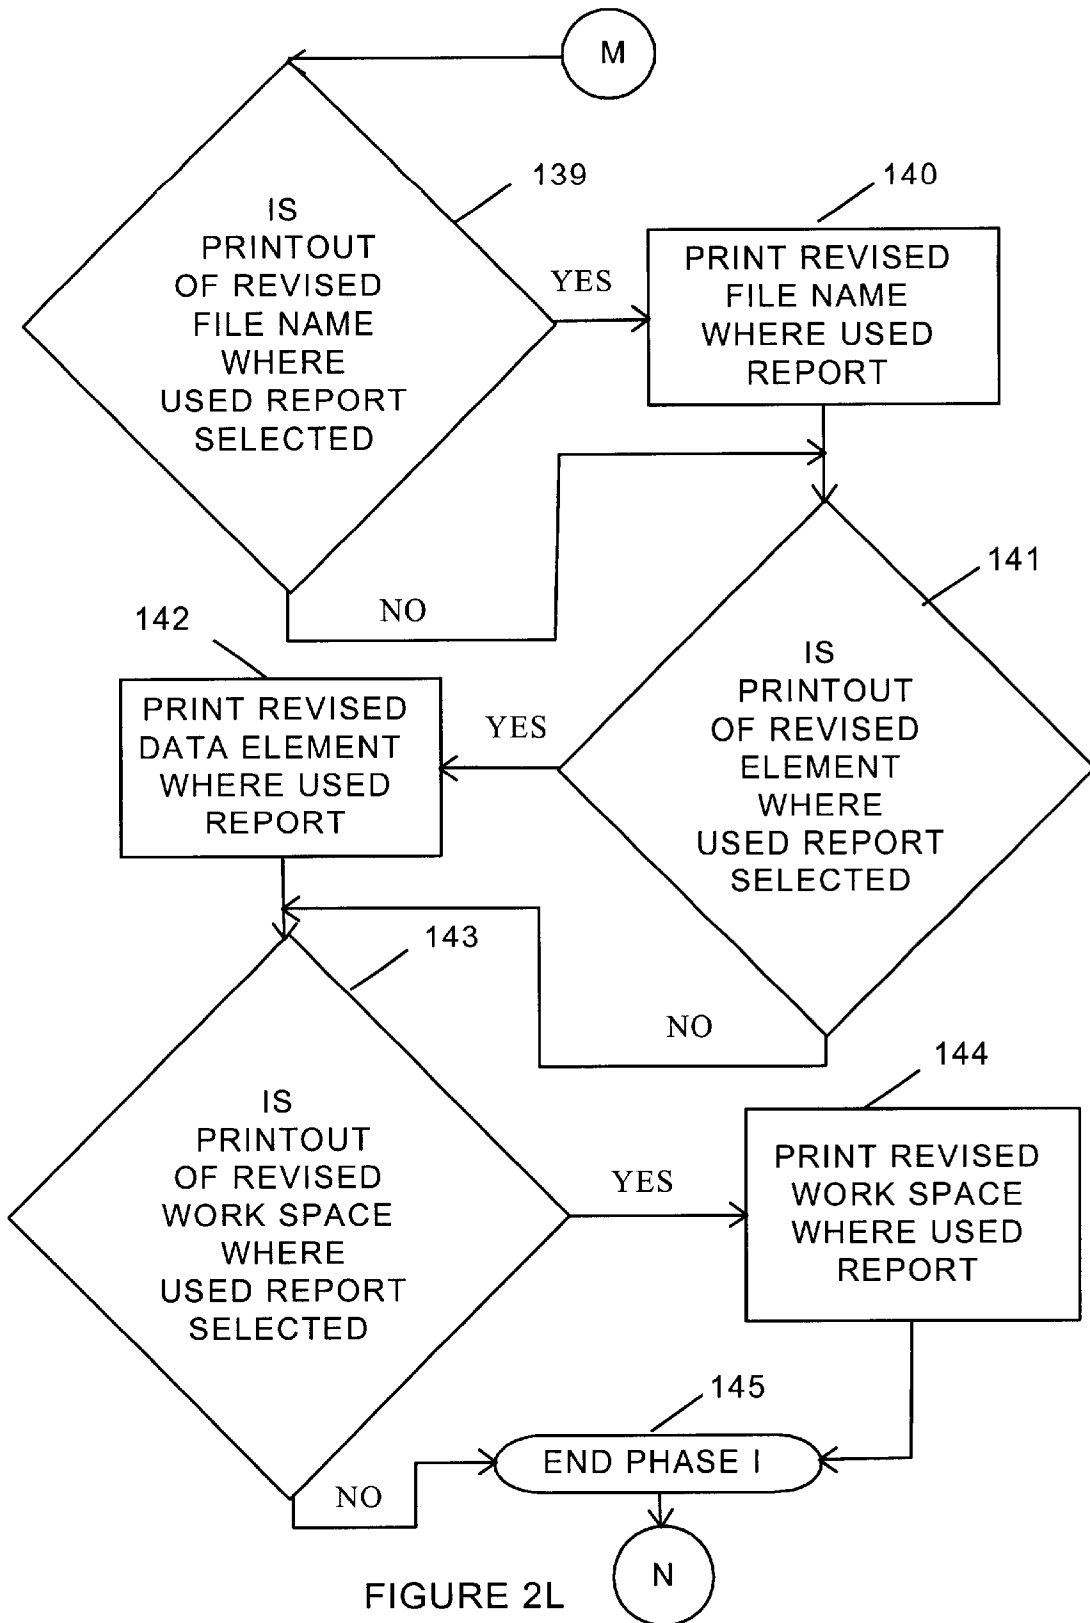 M
139
IS
PRINTOUT
OF REVISED
FILE NAME
WHERE
USED REPORT
SELECTED
YES
140
PRINT REVISED
FILE NAME
WHERE USED
REPORT
NO
141
IS
PRINTOUT
OF REVISED
ELEMENT
WHERE
USED REPORT
SELECTED
YES
142
PRINT REVISED
DATA ELEMENT
WHERE USED
REPORT
NO
143
IS
PRINTOUT
OF REVISED
WORK SPACE
WHERE
USED REPORT
SELECTED
YES
144
PRINT REVISED
WORK SPACE
WHERE USED
REPORT
NO
145
END PHASE I
N
FIGURE 2L